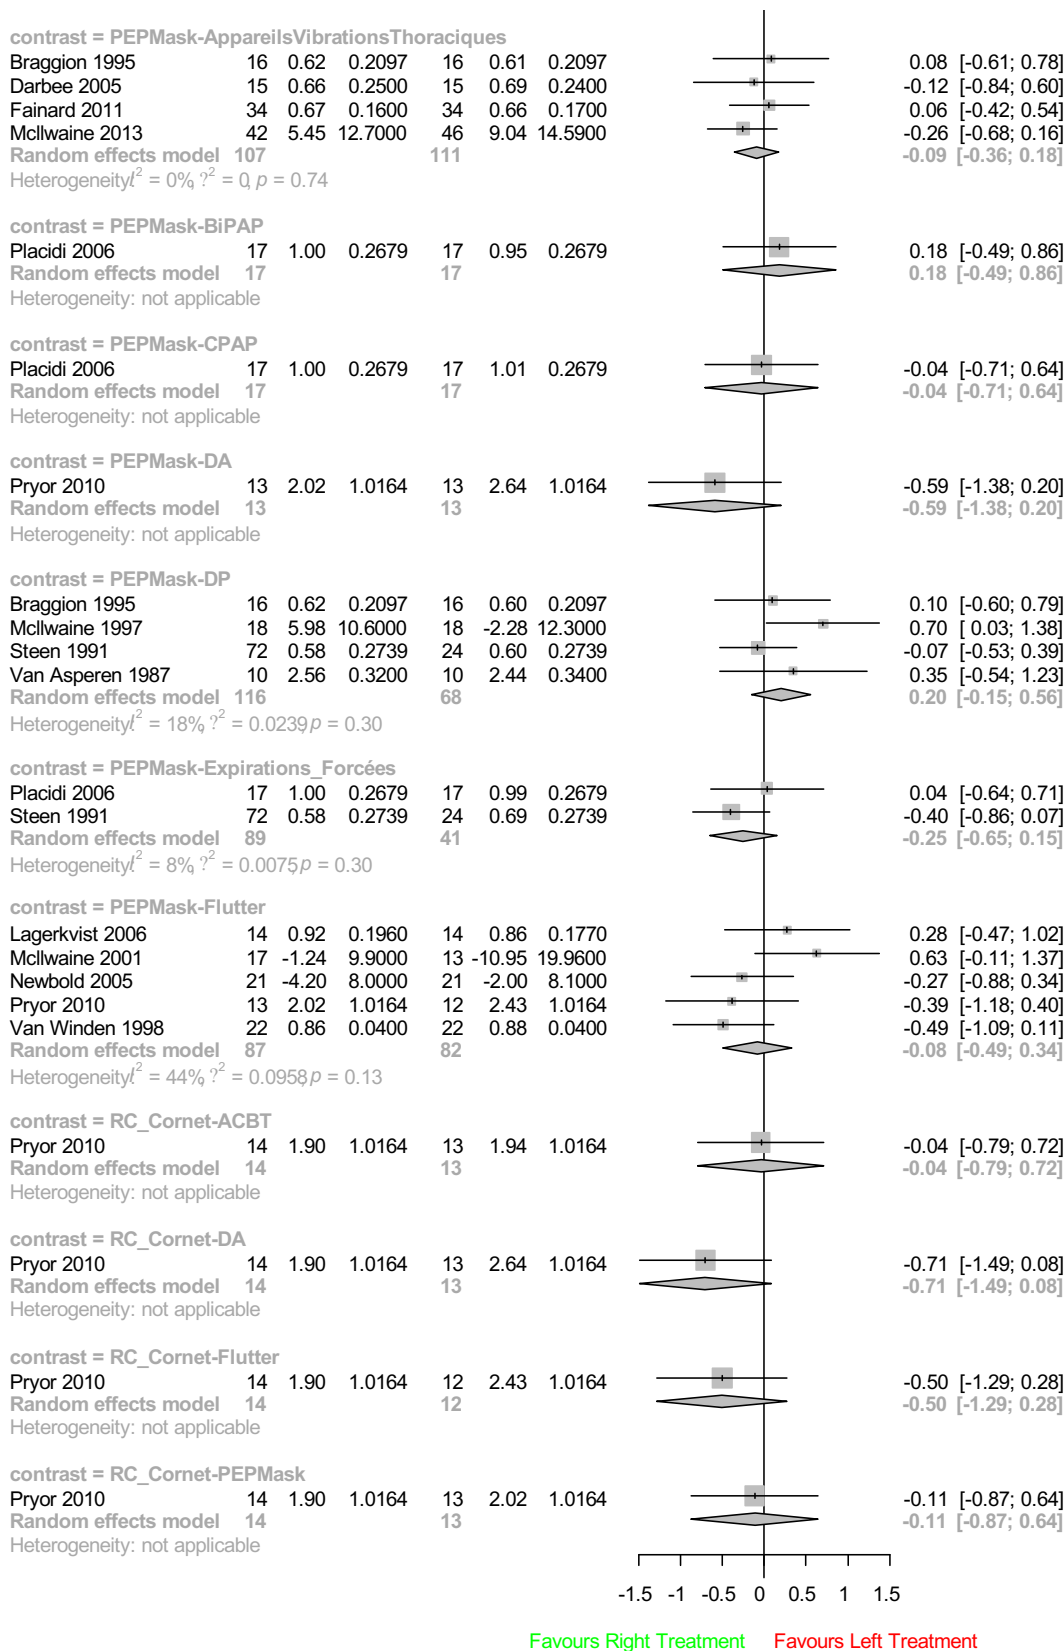 contrast = PEPMask-AppareilsVibrationsThoraciques
Braggion 1995 16 0.62 0.2097 16 0.61 0.2097 0.08 [-0.61; 0.78]
Darbee 2005 15 0.66 0.2500 15 0.69 0.2400 -0.12 [-0.84; 0.60]
Fainard 2011 34 0.67 0.1600 34 0.66 0.1700 0.06 [-0.42; 0.54]
McIlwaine 2013 42 5.45 12.7000 46 9.04 14.5900 -0.26 [-0.68; 0.16]
Random effects model 107 111 -0.09 [-0.36; 0.18]
Heterogeneity: I² = 0%, ?² = 0, p = 0.74
contrast = PEPMask-BiPAP
Placidi 2006 17 1.00 0.2679 17 0.95 0.2679 0.18 [-0.49; 0.86]
Random effects model 17 17 0.18 [-0.49; 0.86]
Heterogeneity: not applicable
contrast = PEPMask-CPAP
Placidi 2006 17 1.00 0.2679 17 1.01 0.2679 -0.04 [-0.71; 0.64]
Random effects model 17 17 -0.04 [-0.71; 0.64]
Heterogeneity: not applicable
contrast = PEPMask-DA
Pryor 2010 13 2.02 1.0164 13 2.64 1.0164 -0.59 [-1.38; 0.20]
Random effects model 13 13 -0.59 [-1.38; 0.20]
Heterogeneity: not applicable
contrast = PEPMask-DP
Braggion 1995 16 0.62 0.2097 16 0.60 0.2097 0.10 [-0.60; 0.79]
McIlwaine 1997 18 5.98 10.6000 18 -2.28 12.3000 0.70 [ 0.03; 1.38]
Steen 1991 72 0.58 0.2739 24 0.60 0.2739 -0.07 [-0.53; 0.39]
Van Asperen 1987 10 2.56 0.3200 10 2.44 0.3400 0.35 [-0.54; 1.23]
Random effects model 116 68 0.20 [-0.15; 0.56]
Heterogeneity: I² = 18%, ?² = 0.0239, p = 0.30
contrast = PEPMask-Expirations_Forcées
Placidi 2006 17 1.00 0.2679 17 0.99 0.2679 0.04 [-0.64; 0.71]
Steen 1991 72 0.58 0.2739 24 0.69 0.2739 -0.40 [-0.86; 0.07]
Random effects model 89 41 -0.25 [-0.65; 0.15]
Heterogeneity: I² = 8%, ?² = 0.0075, p = 0.30
contrast = PEPMask-Flutter
Lagerkvist 2006 14 0.92 0.1960 14 0.86 0.1770 0.28 [-0.47; 1.02]
McIlwaine 2001 17 -1.24 9.9000 13 -10.95 19.9600 0.63 [-0.11; 1.37]
Newbold 2005 21 -4.20 8.0000 21 -2.00 8.1000 -0.27 [-0.88; 0.34]
Pryor 2010 13 2.02 1.0164 12 2.43 1.0164 -0.39 [-1.18; 0.40]
Van Winden 1998 22 0.86 0.0400 22 0.88 0.0400 -0.49 [-1.09; 0.11]
Random effects model 87 82 -0.08 [-0.49; 0.34]
Heterogeneity: I² = 44%, ?² = 0.0958, p = 0.13
contrast = RC_Cornet-ACBT
Pryor 2010 14 1.90 1.0164 13 1.94 1.0164 -0.04 [-0.79; 0.72]
Random effects model 14 13 -0.04 [-0.79; 0.72]
Heterogeneity: not applicable
contrast = RC_Cornet-DA
Pryor 2010 14 1.90 1.0164 13 2.64 1.0164 -0.71 [-1.49; 0.08]
Random effects model 14 13 -0.71 [-1.49; 0.08]
Heterogeneity: not applicable
contrast = RC_Cornet-Flutter
Pryor 2010 14 1.90 1.0164 12 2.43 1.0164 -0.50 [-1.29; 0.28]
Random effects model 14 12 -0.50 [-1.29; 0.28]
Heterogeneity: not applicable
contrast = RC_Cornet-PEPMask
Pryor 2010 14 1.90 1.0164 13 2.02 1.0164 -0.11 [-0.87; 0.64]
Random effects model 14 13 -0.11 [-0.87; 0.64]
Heterogeneity: not applicable
-1.5 -1 -0.5 0 0.5 1 1.5
Favours Right Treatment Favours Left Treatment